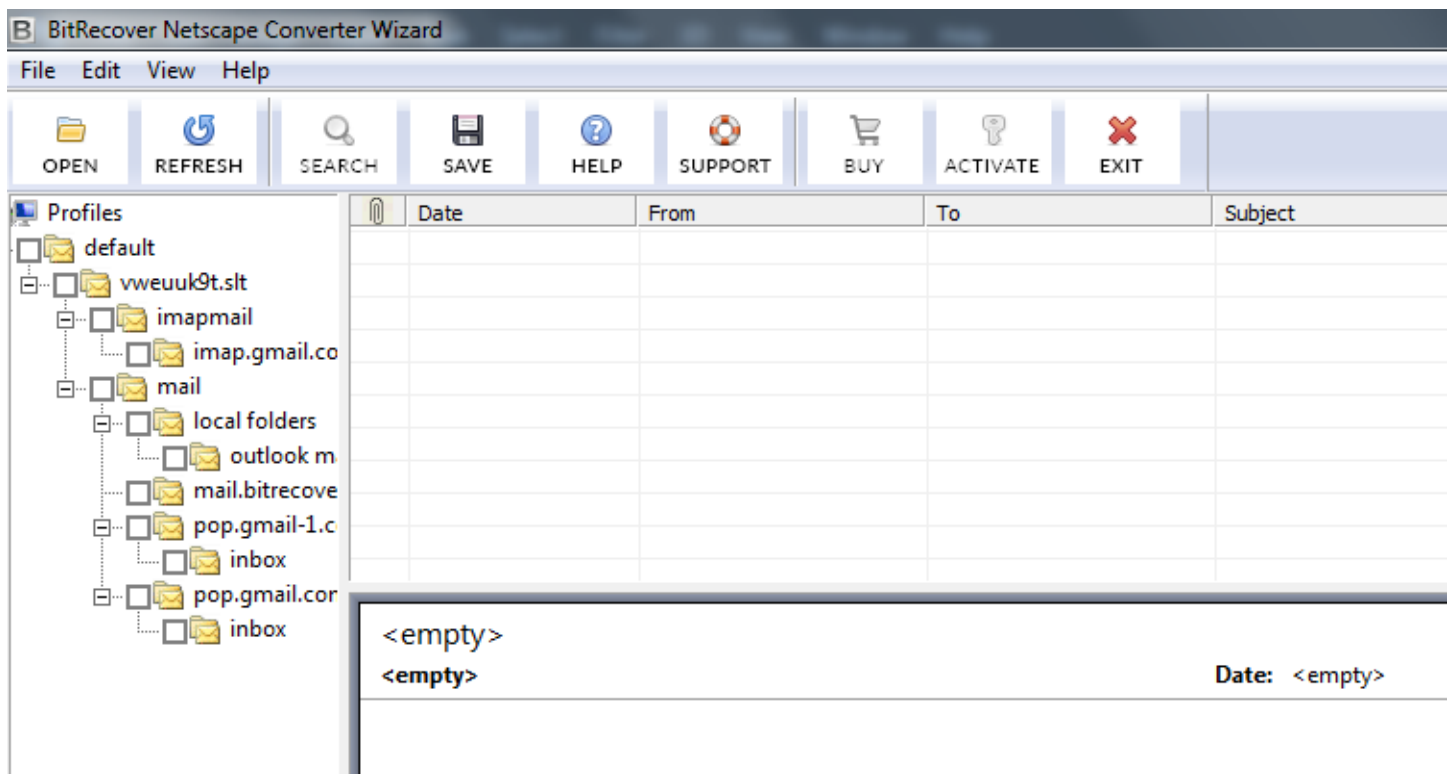 BitRecover Netscape Converter Wizard
File Edit View Help
OPEN REFRESH SEARCH SAVE HELP SUPPORT BUY ACTIVATE EXIT
Profiles
Date From To Subject
default
vweuuk9t.slt
imapmail
imap.gmail.co
mail
local folders
outlook m
mail.bitrecove
pop.gmail-1.c
inbox
pop.gmail.com
inbox
<empty>
<empty> Date: <empty>